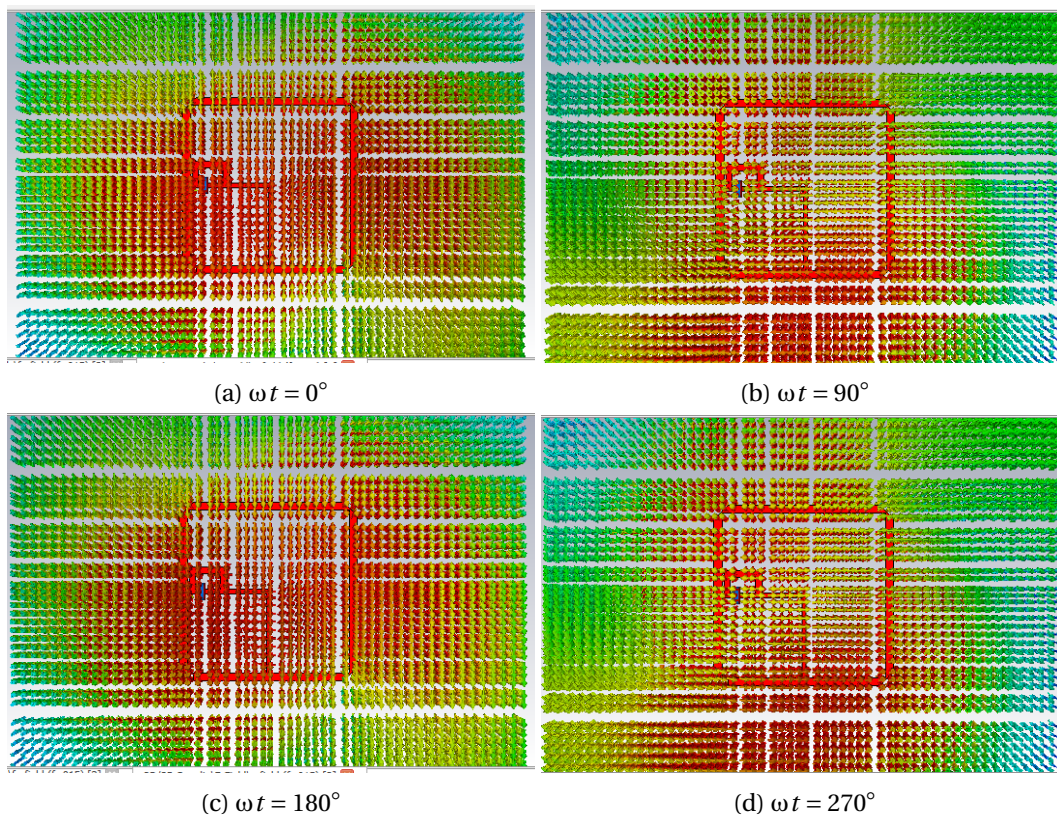 (a) ωt = 0°
(b) ωt = 90°
(c) ωt = 180°
(d) ωt = 270°